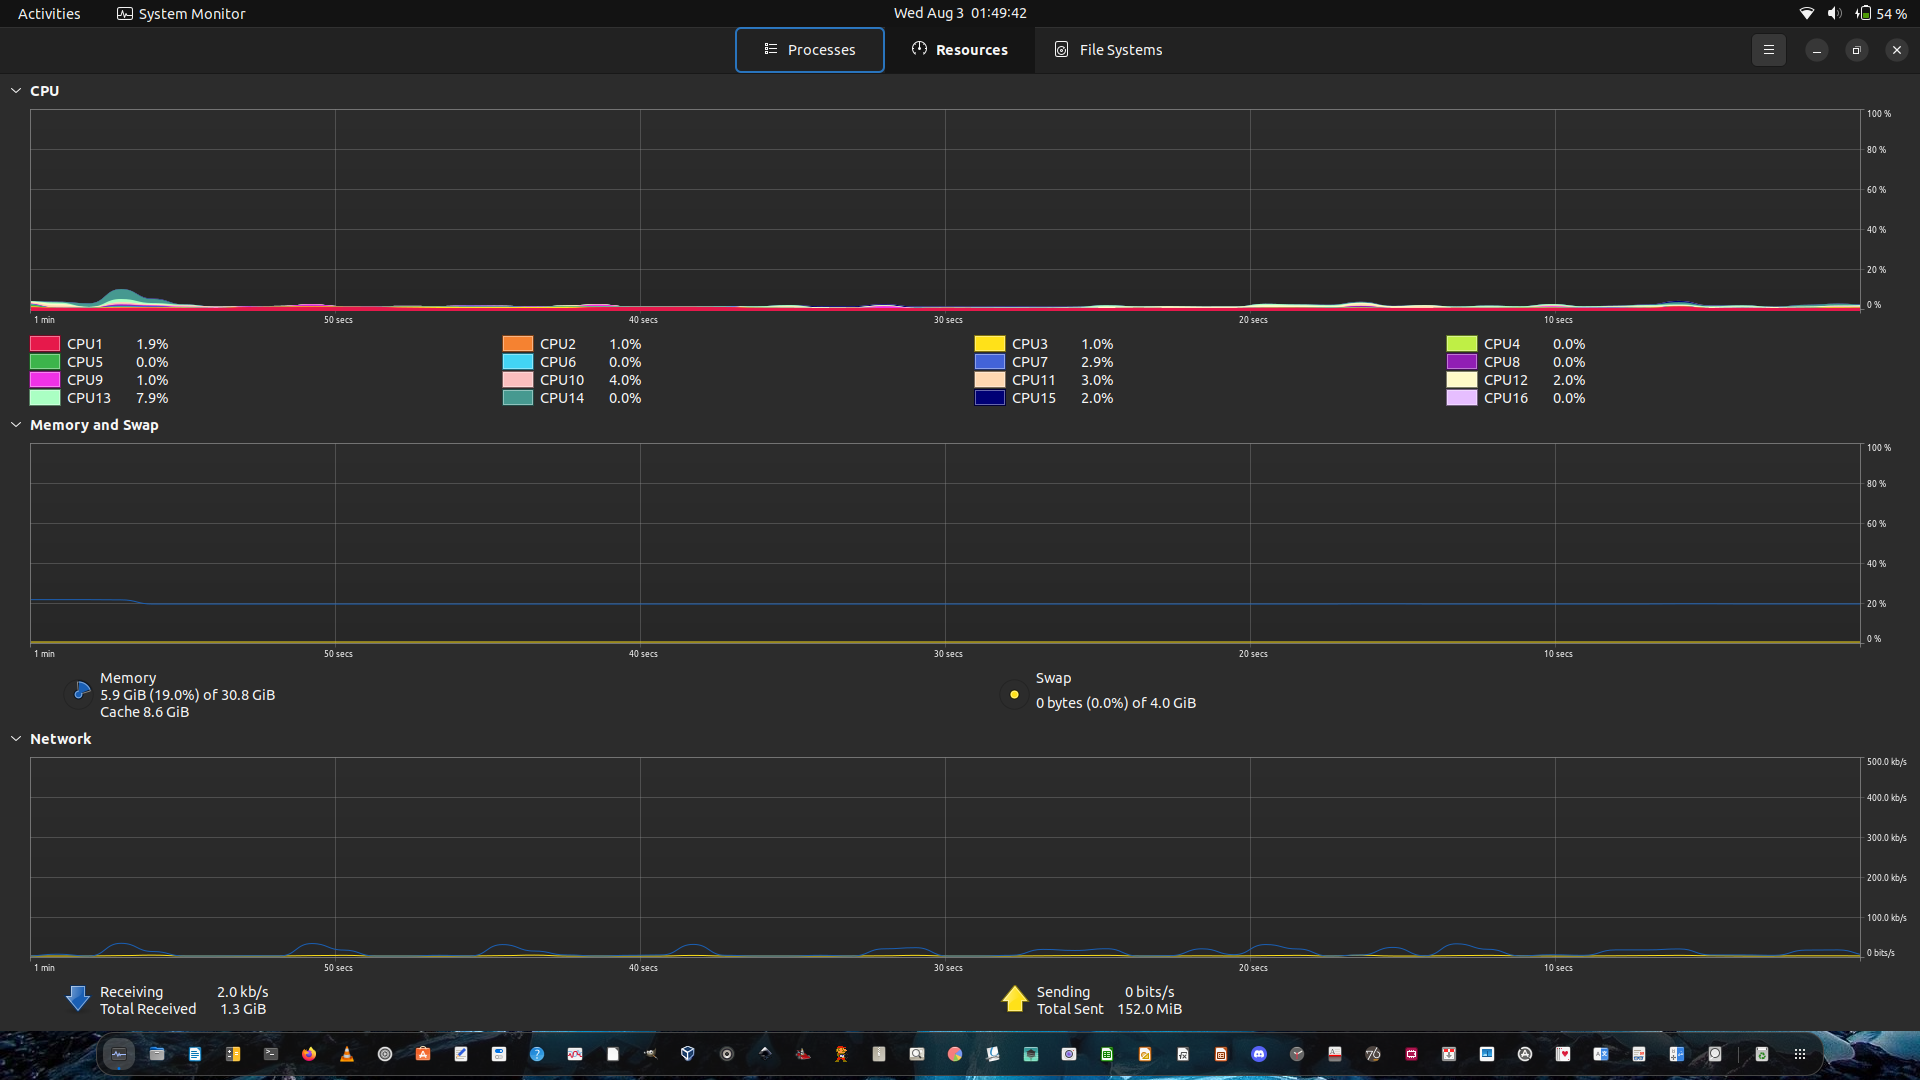 Activities
System Monitor
Wed Aug 3 01:49:42
54 %
Processes
Resources
File Systems
CPU
100 %
80 %
60 %
40 %
20 %
0 %
1 min
50 secs
40 secs
30 secs
20 secs
10 secs
CPU1 1.9%
CPU2 1.0%
CPU3 1.0%
CPU4 0.0%
CPU5 0.0%
CPU6 0.0%
CPU7 2.9%
CPU8 0.0%
CPU9 1.0%
CPU10 4.0%
CPU11 3.0%
CPU12 2.0%
CPU13 7.9%
CPU14 0.0%
CPU15 2.0%
CPU16 0.0%
Memory and Swap
100 %
80 %
60 %
40 %
20 %
0 %
1 min
50 secs
40 secs
30 secs
20 secs
10 secs
Memory
5.9 GiB (19.0%) of 30.8 GiB
Cache 8.6 GiB
Swap
0 bytes (0.0%) of 4.0 GiB
Network
500.0 kb/s
400.0 kb/s
300.0 kb/s
200.0 kb/s
100.0 kb/s
0 bits/s
1 min
50 secs
40 secs
30 secs
20 secs
10 secs
Receiving 2.0 kb/s
Total Received 1.3 GiB
Sending 0 bits/s
Total Sent 152.0 MiB